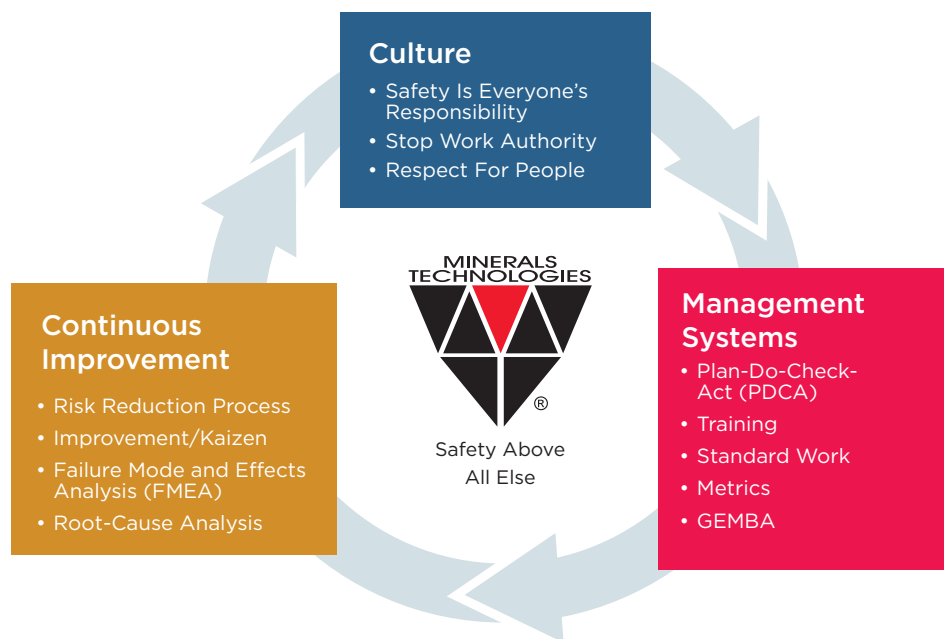 Culture
• Safety Is Everyone's
Responsibility
• Stop Work Authority
• Respect For People
MINERALS
TECHNOLOGIES
®
Safety Above
All Else
Management
Systems
• Plan-Do-Check-
Act (PDCA)
• Training
• Standard Work
• Metrics
• GEMBA
Continuous
Improvement
• Risk Reduction Process
• Improvement/Kaizen
• Failure Mode and Effects
Analysis (FMEA)
• Root-Cause Analysis